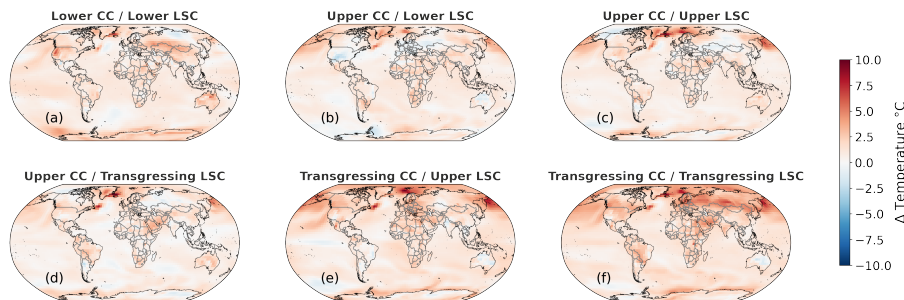 Lower CC / Lower LSC
Upper CC / Lower LSC
Upper CC / Upper LSC
(a)
(b)
(c)
Upper CC / Transgressing LSC
Transgressing CC / Upper LSC
Transgressing CC / Transgressing LSC
(d)
(e)
(f)
10.0
7.5
5.0
2.5
0.0
−2.5
−5.0
−7.5
−10.0
Δ Temperature °C